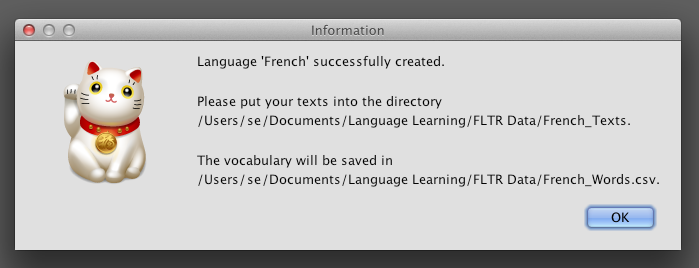 Information
Language 'French' successfully created.
Please put your texts into the directory
/Users/se/Documents/Language Learning/FLTR Data/French_Texts.
The vocabulary will be saved in
/Users/se/Documents/Language Learning/FLTR Data/French_Words.csv.
OK